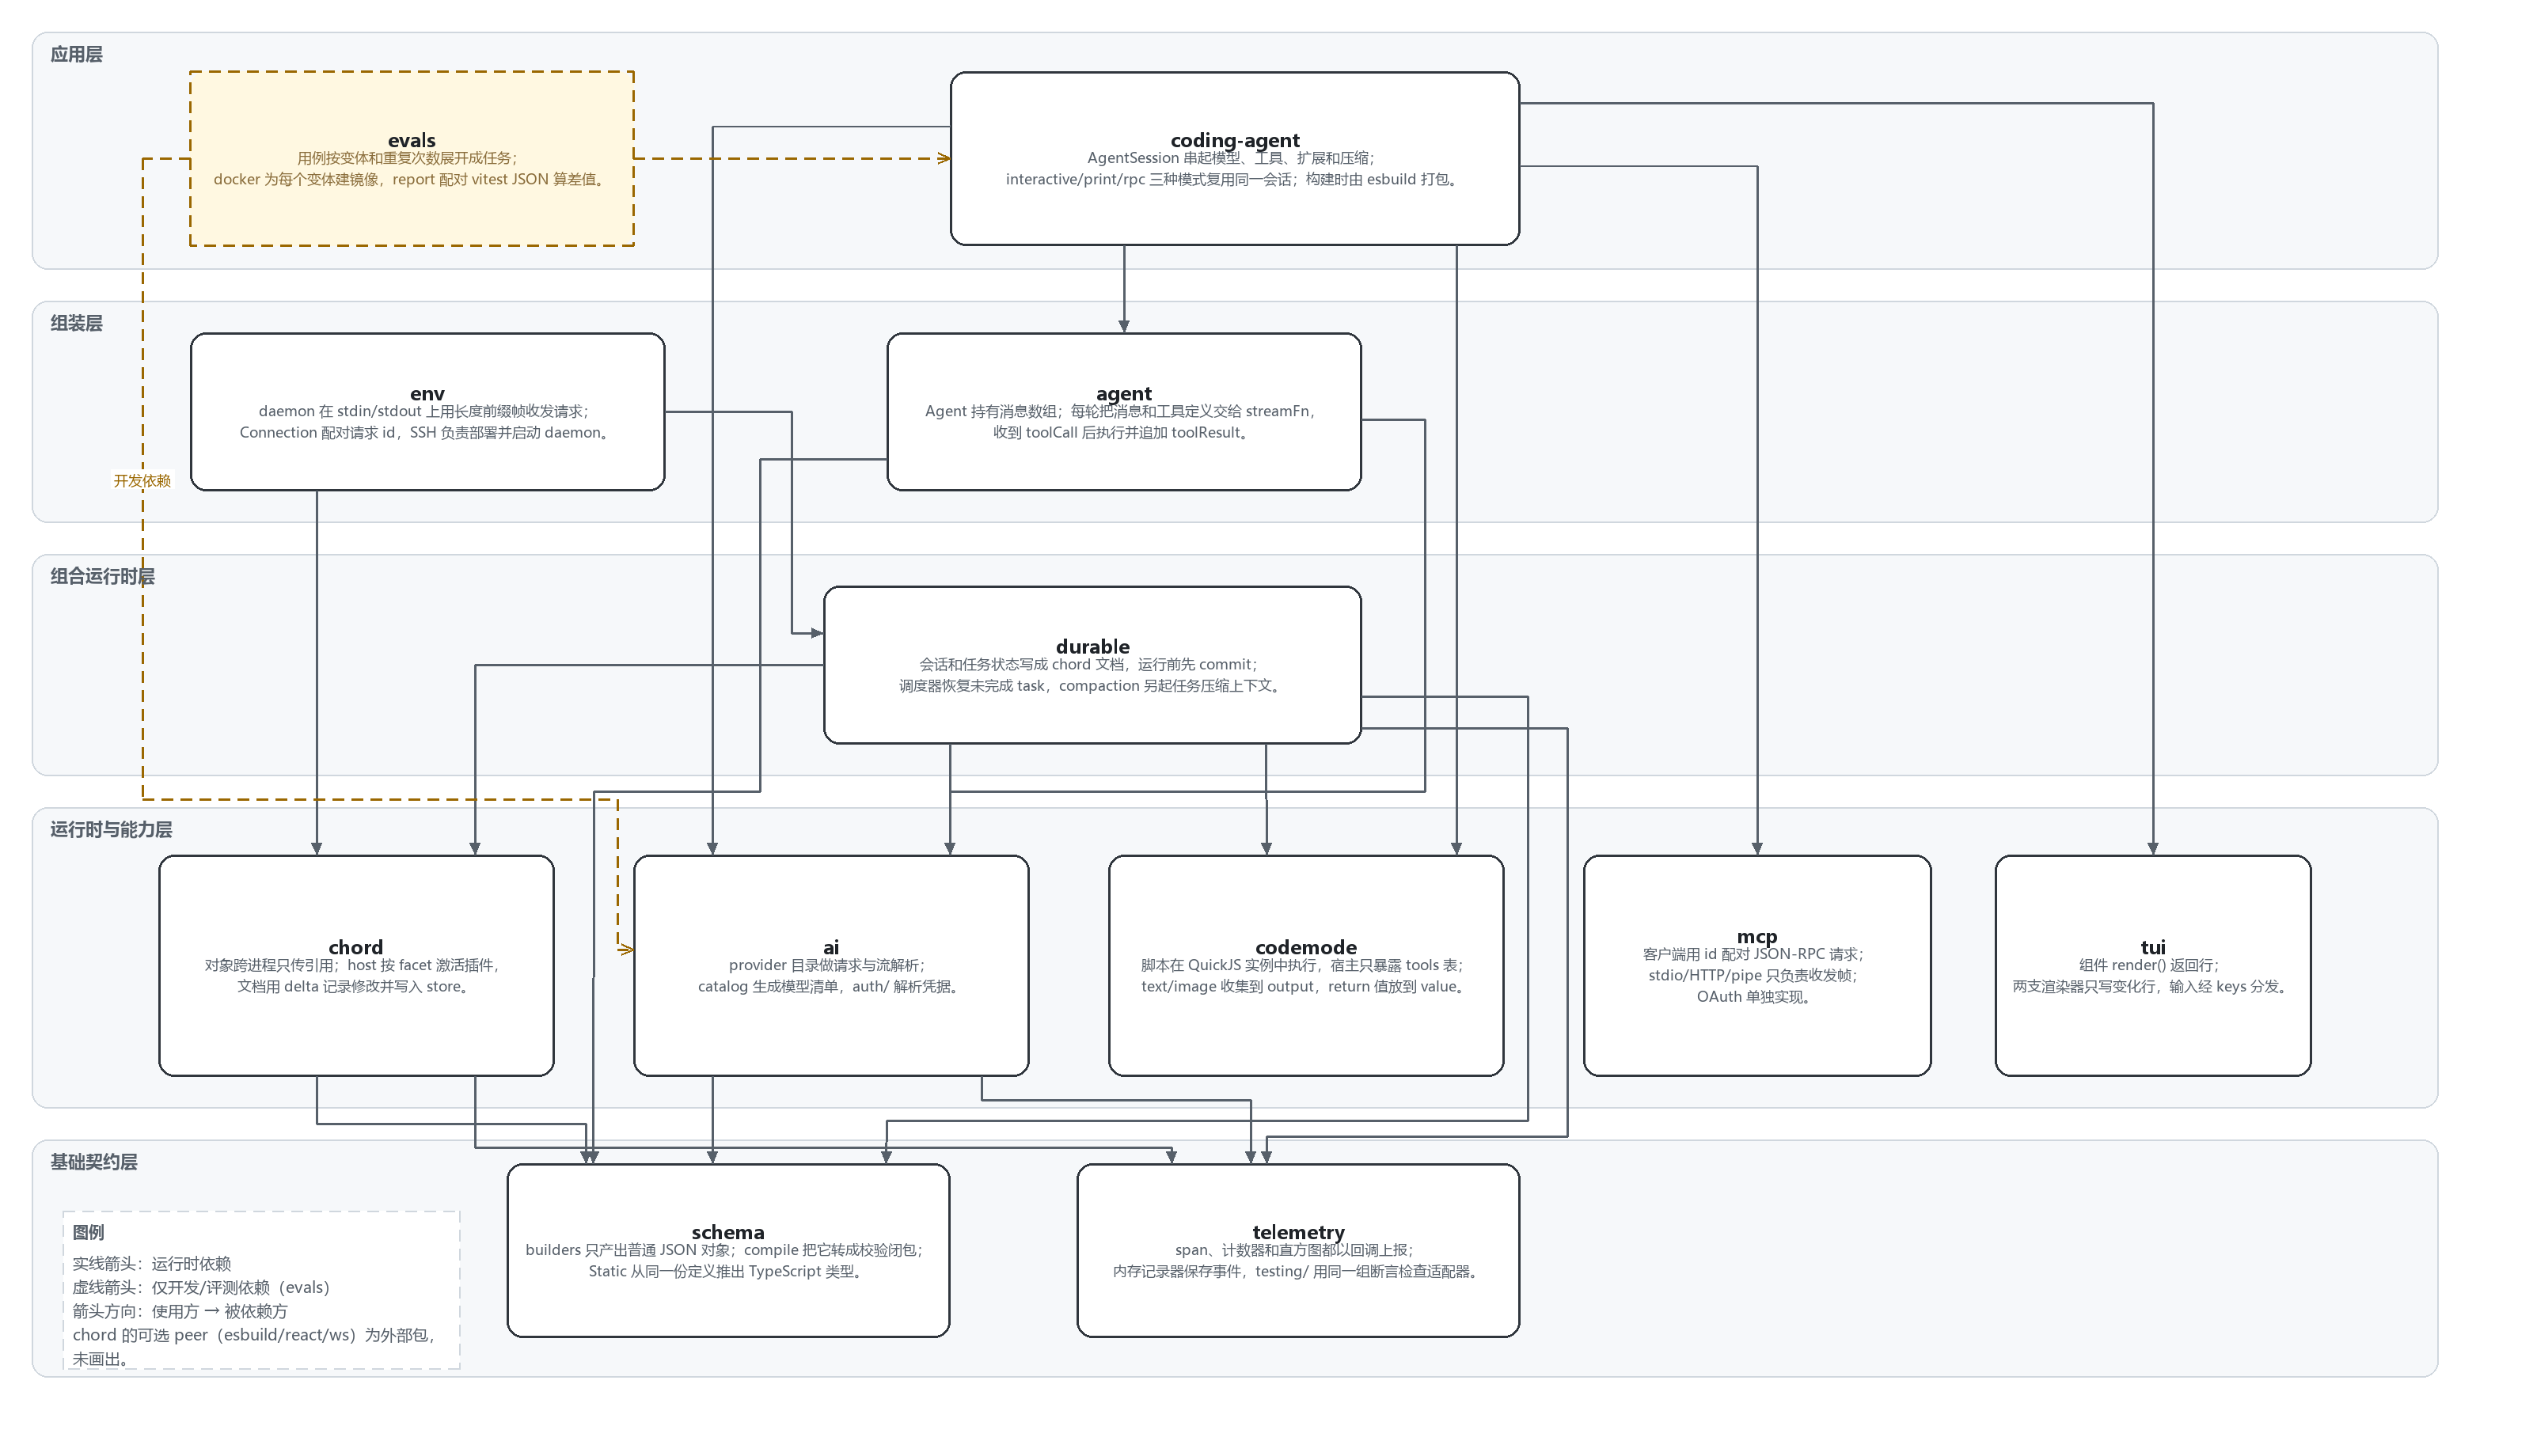 应用层
evals
用例按变体和重复次数展开成任务；
docker 为每个变体建镜像，report 配对 vitest JSON 算差值。
coding-agent
AgentSession 串起模型、工具、扩展和压缩；
interactive/print/rpc 三种模式复用同一会话；构建时由 esbuild 打包。
组装层
env
daemon 在 stdin/stdout 上用长度前缀帧收发请求；
Connection 配对请求 id，SSH 负责部署并启动 daemon。
agent
Agent 持有消息数组；每轮把消息和工具定义交给 streamFn，
收到 toolCall 后执行并追加 toolResult。
开发依赖
组合运行时层
durable
会话和任务状态写成 chord 文档，运行前先 commit；
调度器恢复未完成 task，compaction 另起任务压缩上下文。
运行时与能力层
chord
对象跨进程只传引用；host 按 facet 激活插件，
文档用 delta 记录修改并写入 store。
ai
provider 目录做请求与流解析；
catalog 生成模型清单，auth/ 解析凭据。
codemode
脚本在 QuickJS 实例中执行，宿主只暴露 tools 表；
text/image 收集到 output，return 值放到 value。
mcp
客户端用 id 配对 JSON-RPC 请求；
stdio/HTTP/pipe 只负责收发帧；
OAuth 单独实现。
tui
组件 render() 返回行；
两支渲染器只写变化行，输入经 keys 分发。
基础契约层
schema
builders 只产出普通 JSON 对象；compile 把它转成校验闭包；
Static 从同一份定义推出 TypeScript 类型。
telemetry
span、计数器和直方图都以回调上报；
内存记录器保存事件，testing/ 用同一组断言检查适配器。
图例
实线箭头：运行时依赖
虚线箭头：仅开发/评测依赖（evals）
箭头方向：使用方 → 被依赖方
chord 的可选 peer（esbuild/react/ws）为外部包，
未画出。